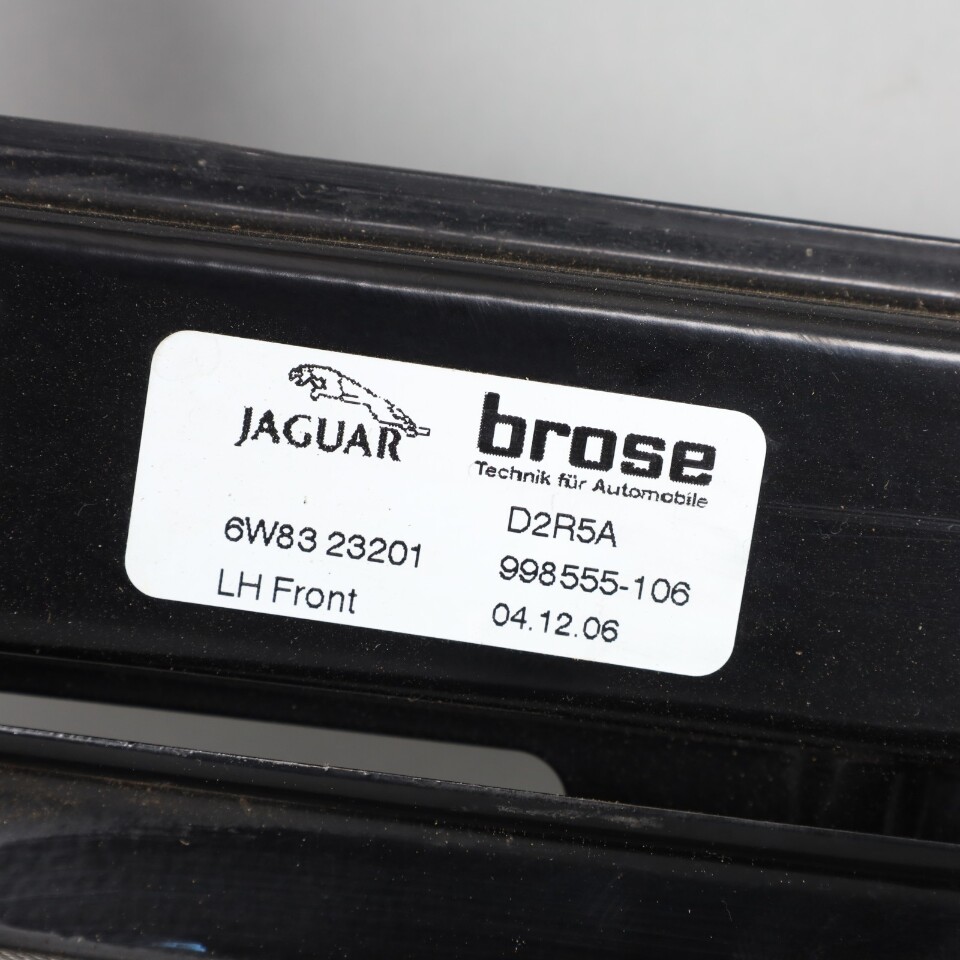 JAGUAR
6W83 23201
LH Front
brose
Technik für Automobile
D2R5A
998555-106
04.12.06